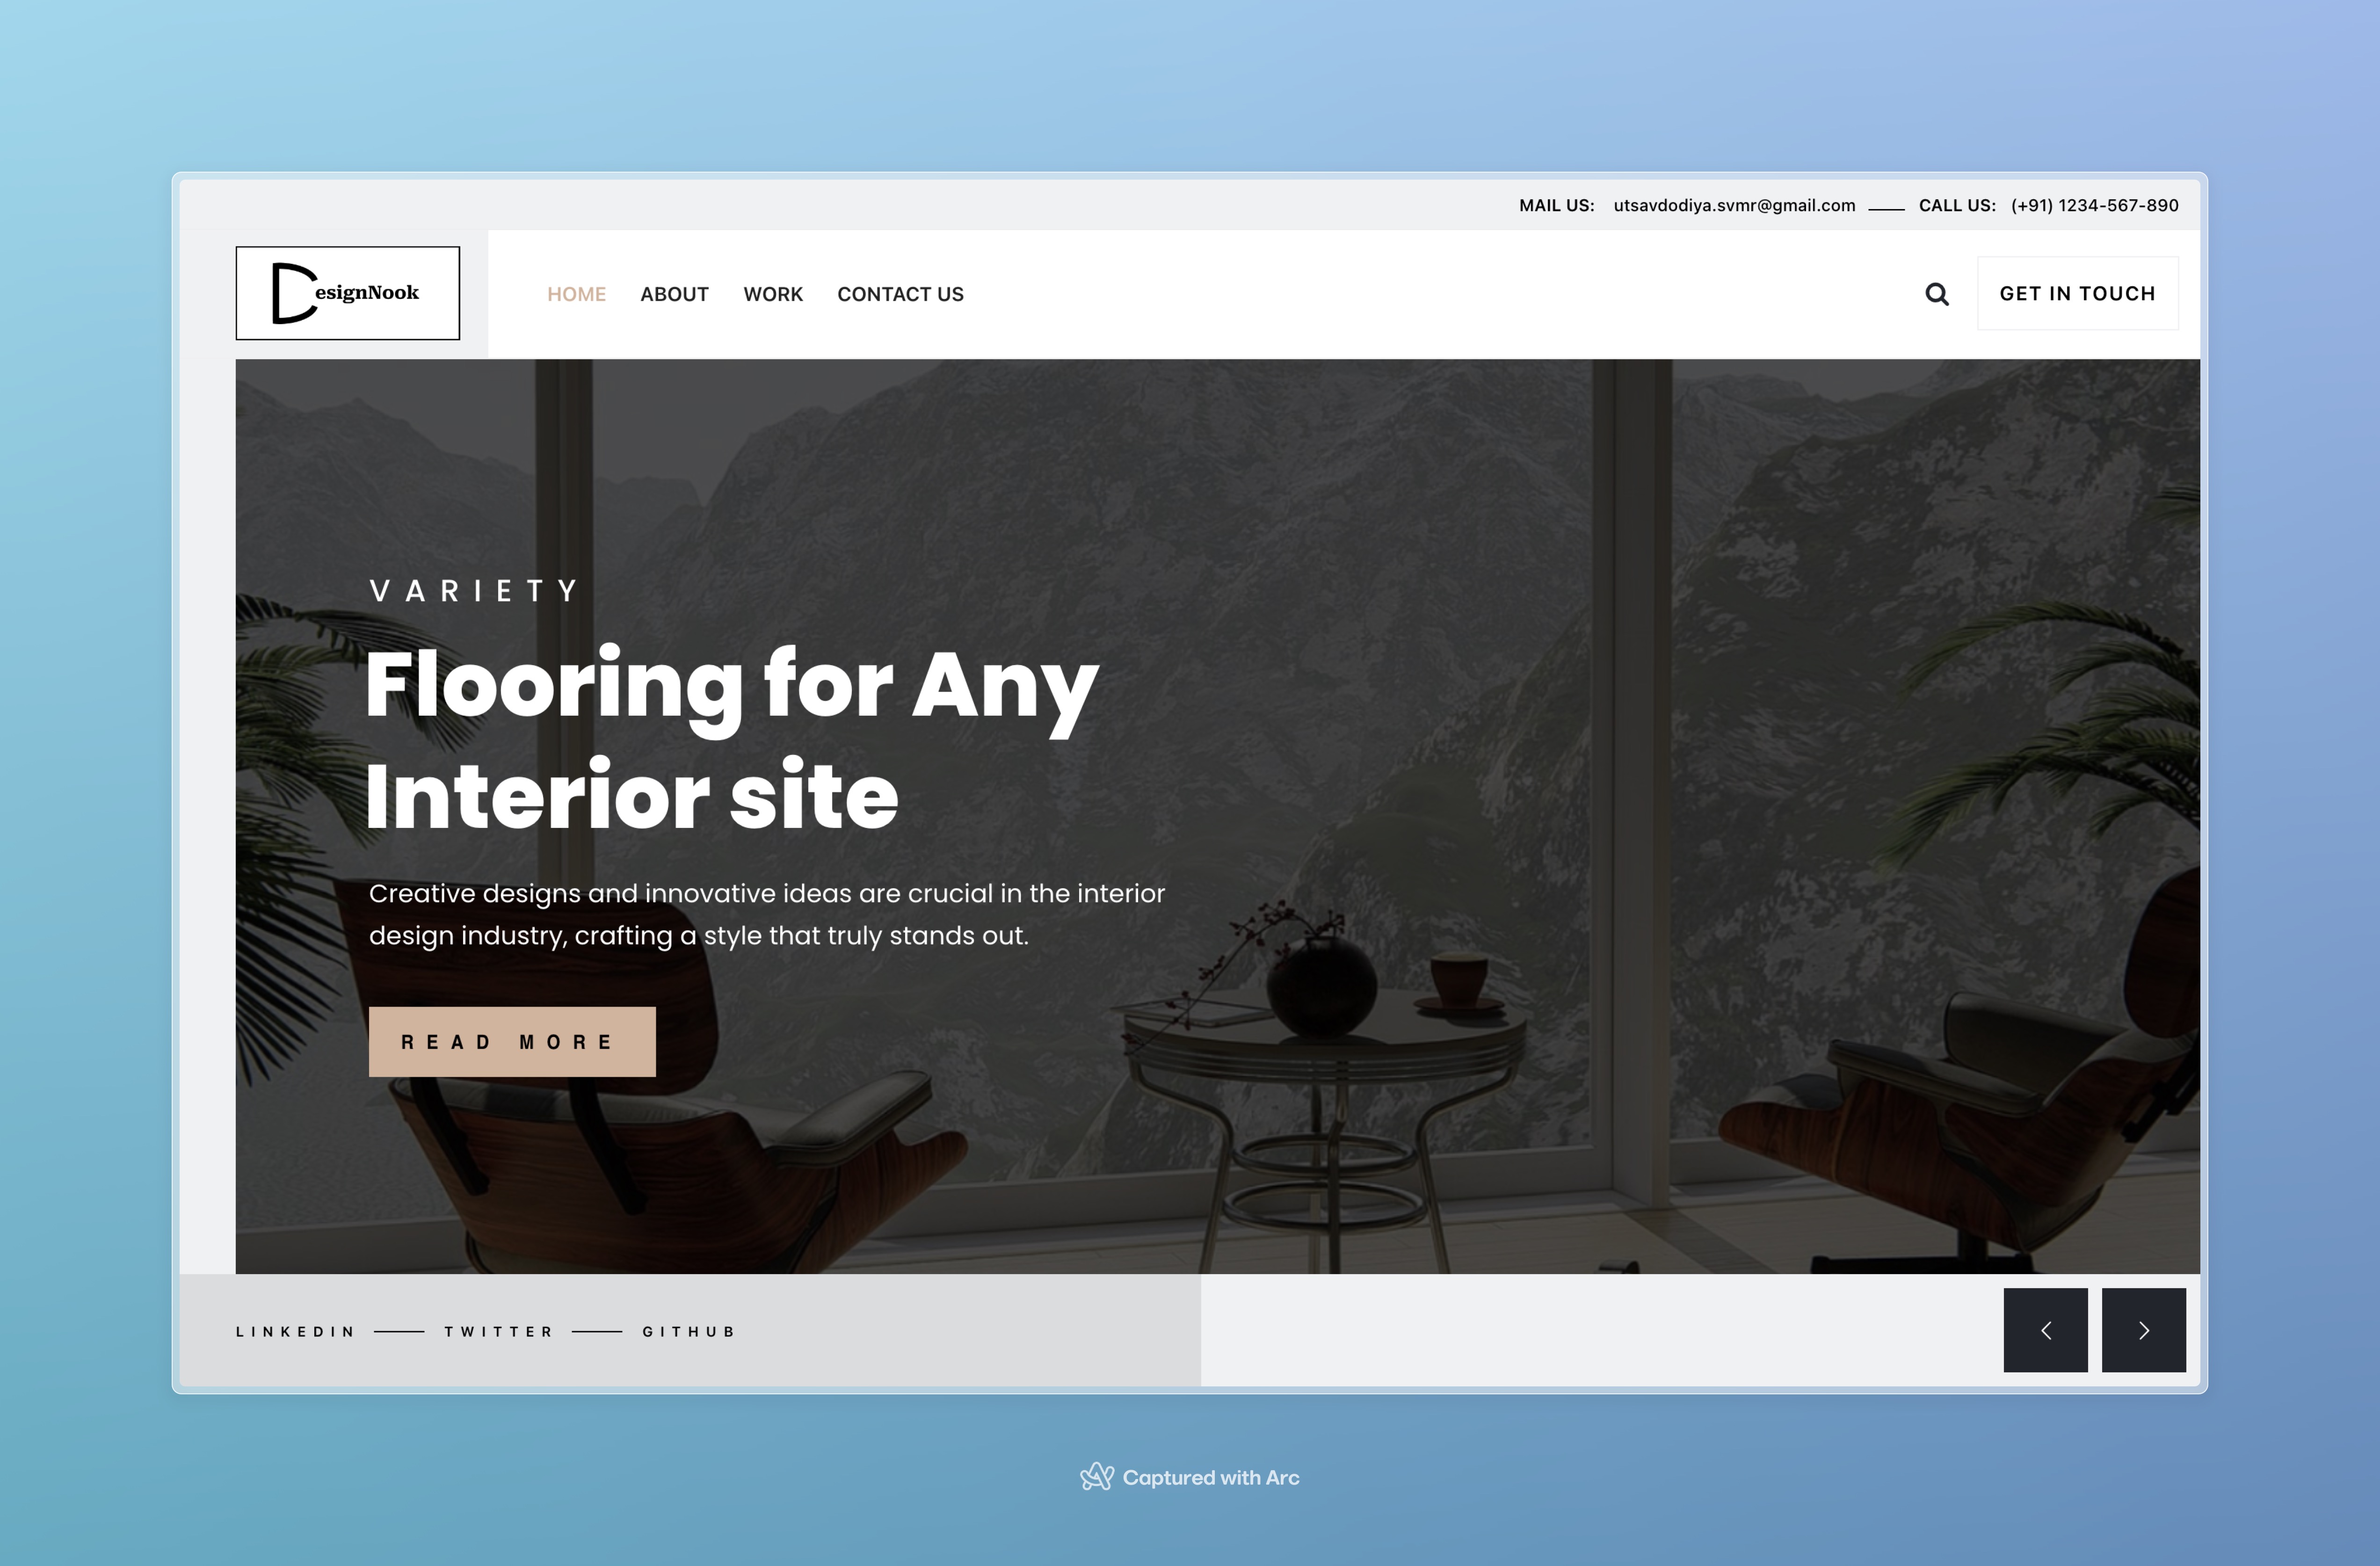 MAIL US: utsavdodiya.svmr@gmail.com CALL US: (+91) 1234-567-890
DesignNook
HOME ABOUT WORK CONTACT US
GET IN TOUCH
VARIETY
Flooring for Any
Interior site
Creative designs and innovative ideas are crucial in the interior
design industry, crafting a style that truly stands out.
READ MORE
LINKEDIN TWITTER GITHUB
Captured with Arc